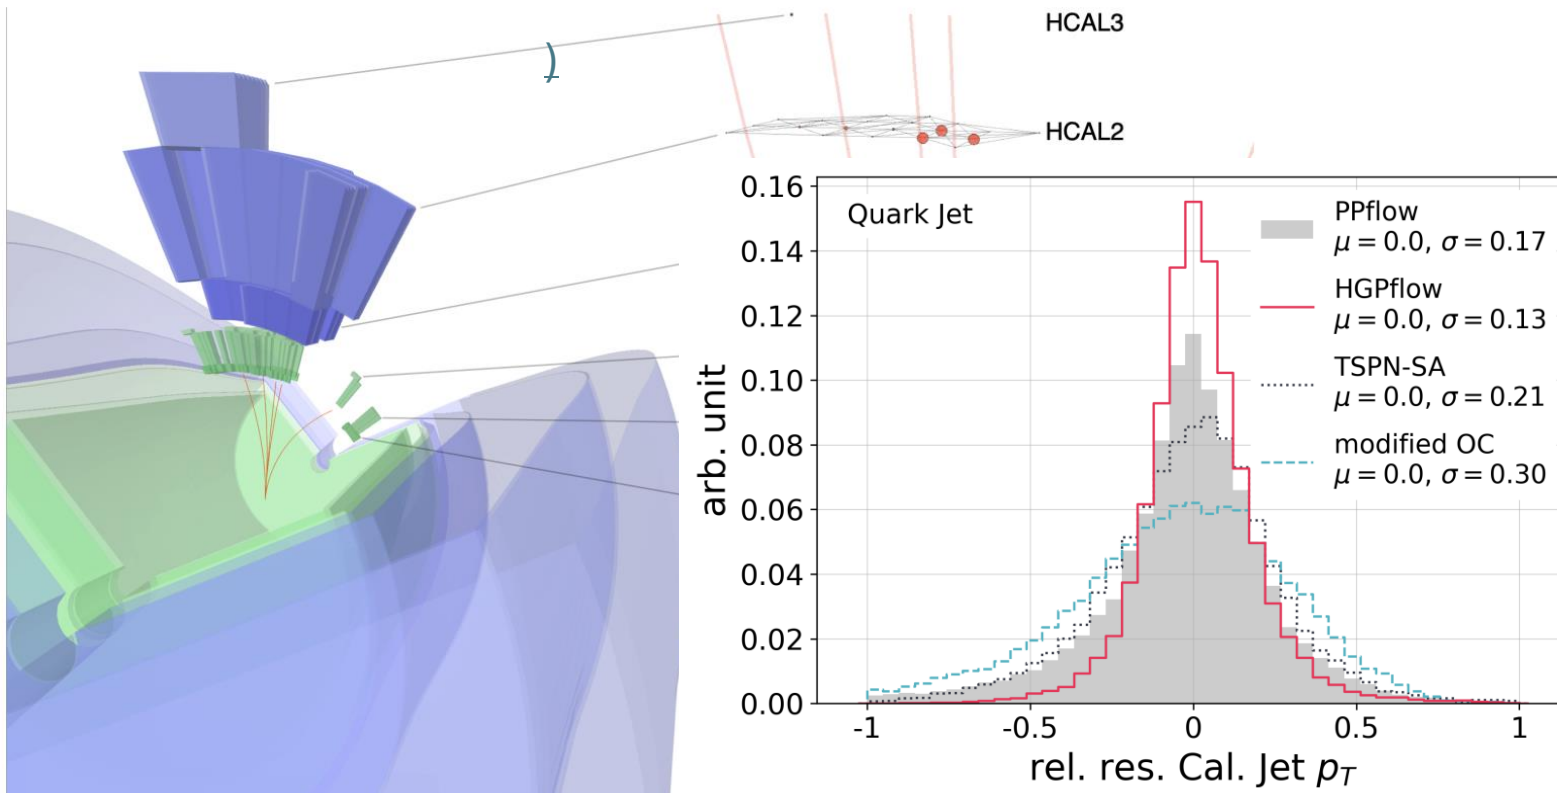 )
HCAL3
HCAL2
0.16
0.14
0.12
0.10
0.08
0.06
0.04
0.02
0.00
arb. unit
Quark Jet
PPflow
μ = 0.0, σ = 0.17
HGPflow
μ = 0.0, σ = 0.13
TSPN-SA
μ = 0.0, σ = 0.21
modified OC
μ = 0.0, σ = 0.30
-1 -0.5 0 0.5 1
rel. res. Cal. Jet p_T